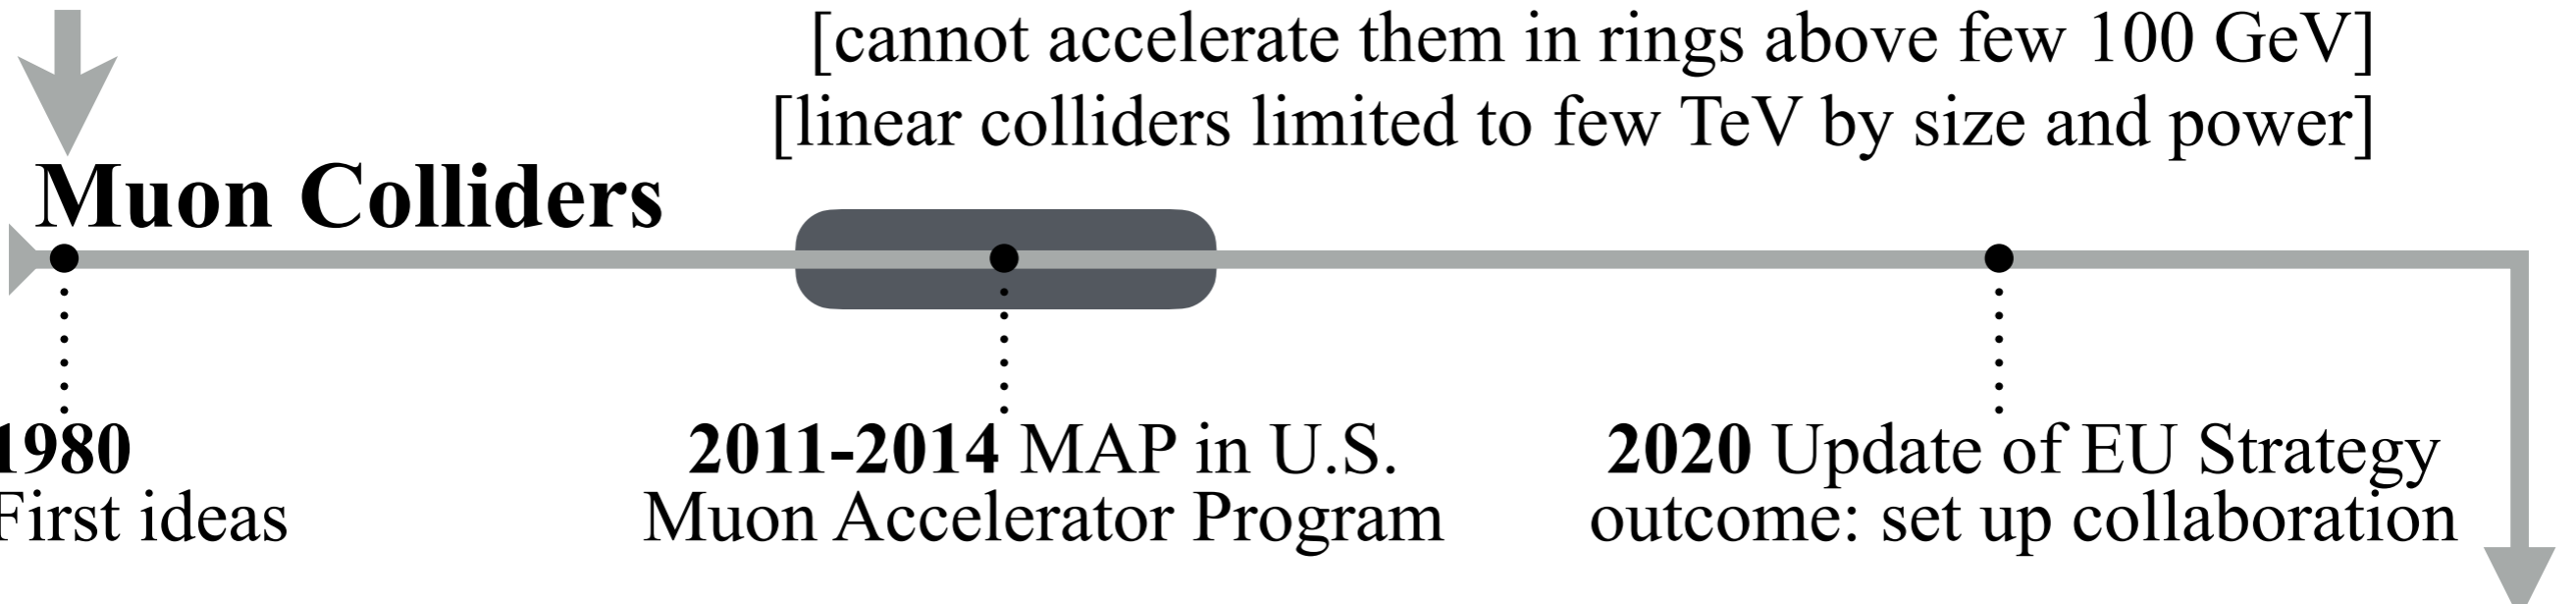 [cannot accelerate them in rings above few 100 GeV]
[linear colliders limited to few TeV by size and power]
Muon Colliders
1980
First ideas
2011-2014 MAP in U.S.
Muon Accelerator Program
2020 Update of EU Strategy
outcome: set up collaboration